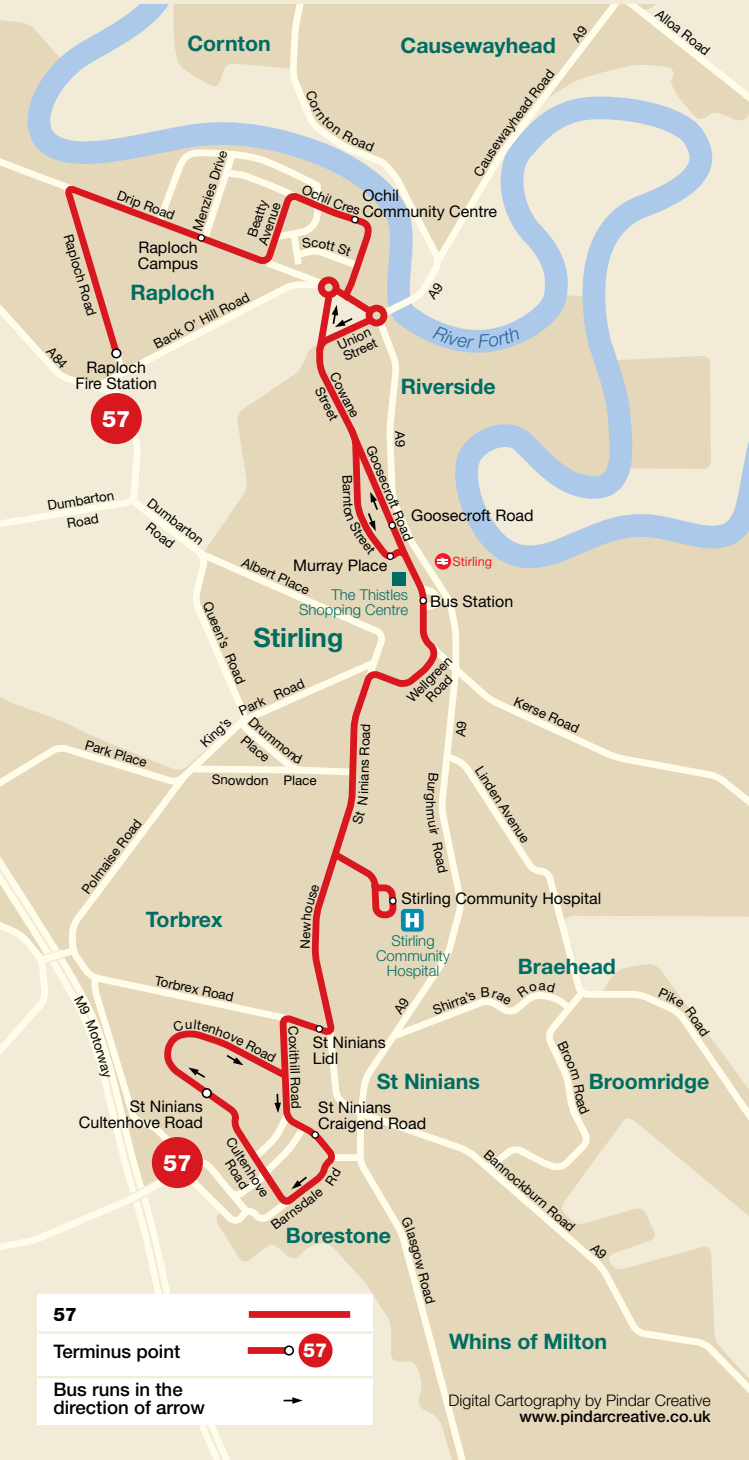 Cornton
Causewayhead
A9
Alloa Road
Cornton Road
Causewayhead Road
Menzies Drive
Drip Road
Beatty
Avenue
Ochil Cres
Ochil
Community Centre
Scott St
Raploch
Campus
Raploch Road
Raploch
Back O' Hill Road
A9
Union
Street
River Forth
A84
Raploch
Fire Station
57
Cowane
Street
Riverside
A9
Goosecroft Road
Barnton Street
Goosecroft Road
Dumbarton
Road
Dumbarton
Road
Albert Place
Murray Place
Stirling
The Thistles
Shopping Centre
Bus Station
Queen's Road
Stirling
Wellgreen
Road
King's Park Road
Drummond
Place
Kerse Road
A9
Park Place
Snowdon Place
St Ninians Road
Burghmuir Road
Linden Avenue
Polmaise Road
Newhouse
Stirling Community Hospital
H
Stirling
Community
Hospital
Torbrex
Braehead
Torbrex Road
A9
Shirra's Brae Road
Pike Road
M9 Motorway
Cultenhove Road
Coxithill Road
St Ninians
Lidl
St Ninians
Broom Road
Broomridge
St Ninians
Cultenhove Road
St Ninians
Craigend Road
57
Cultenhove
Road
Barnsdale Rd
Bannockburn Road
A9
Borestone
Glasgow Road
57
Terminus point
57
Bus runs in the
direction of arrow
Whins of Milton
Digital Cartography by Pindar Creative
www.pindarcreative.co.uk